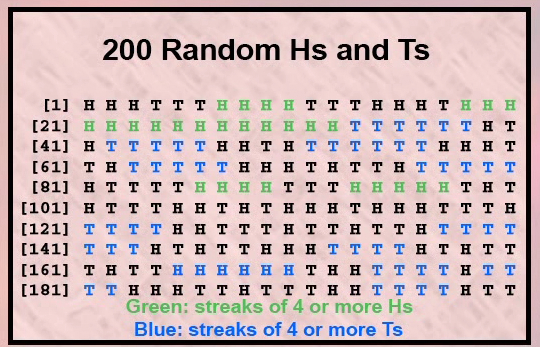 200 Random Hs and Ts
[1] H H H T T T H H H H T T T H H H T H H H
[21] H H H H H H H H H H H H T T T T T T H T
[41] H T T T T T H H T H T T T T T T H H H T
[61] T H T T T T T H H H T H T T H T T T T T
[81] H T T T T H H H H T T T H H H H H T H T
[101] H T T T H H T H T H H H T H H H T T T H
[121] T T T T H H T T T H T T H T T H T T T T
[141] T T T H T H T T H H H T T T T H T H T T
[161] T H T T H H H H H H T H H T T T T H T T
[181] T T H H H T T H T T T H H T T T T H T T
Green: streaks of 4 or more Hs
Blue: streaks of 4 or more Ts